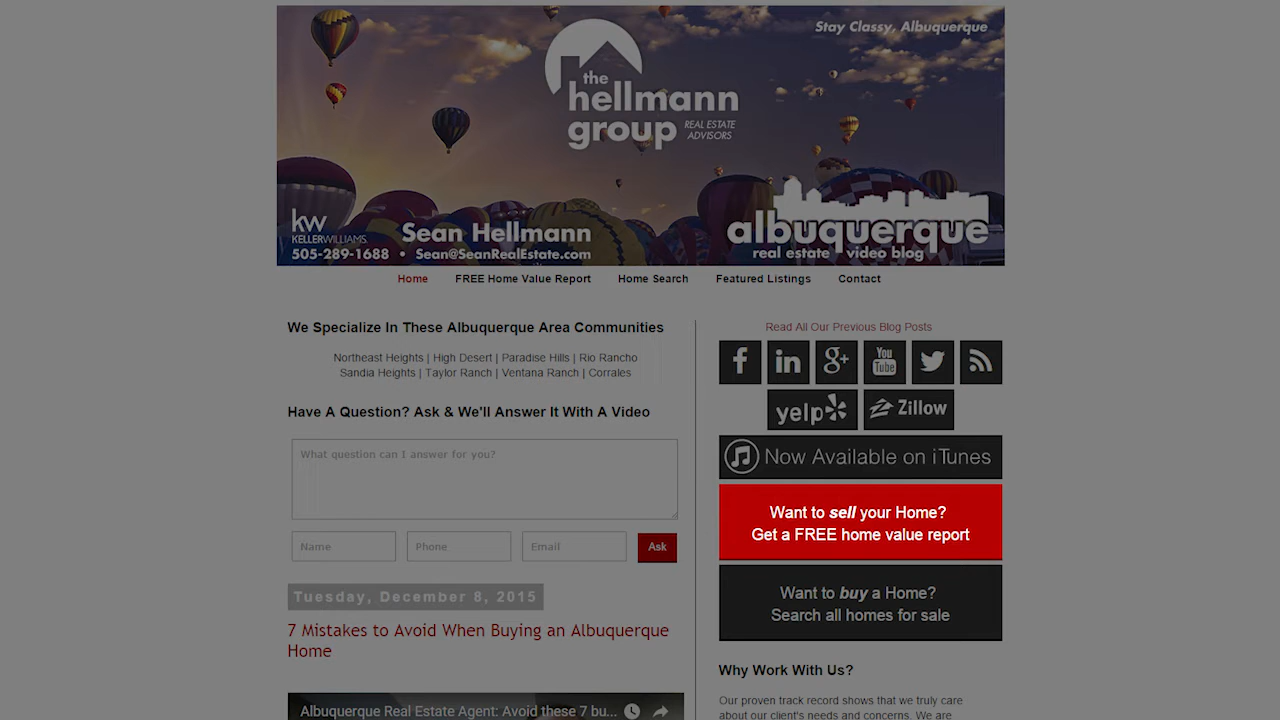 Stay Classy, Albuquerque
the
hellmann
group REAL ESTATE
ADVISORS
kw
KELLERWILLIAMS.
Sean Hellmann
505-289-1688 • Sean@SeanRealEstate.com
albuquerque
real estate video blog
Home FREE Home Value Report Home Search Featured Listings Contact
We Specialize In These Albuquerque Area Communities
Northeast Heights | High Desert | Paradise Hills | Rio Rancho
Sandia Heights | Taylor Ranch | Ventana Ranch | Corrales
Have A Question? Ask & We'll Answer It With A Video
What question can I answer for you?
Name Phone Email Ask
Tuesday, December 8, 2015
7 Mistakes to Avoid When Buying an Albuquerque
Home
Albuquerque Real Estate Agent: Avoid these 7 bu...
Read All Our Previous Blog Posts
f in g+ You Tube
yelp Zillow
Now Available on iTunes
Want to sell your Home?
Get a FREE home value report
Want to buy a Home?
Search all homes for sale
Why Work With Us?
Our proven track record shows that we truly care
about our client's needs and concerns. We are